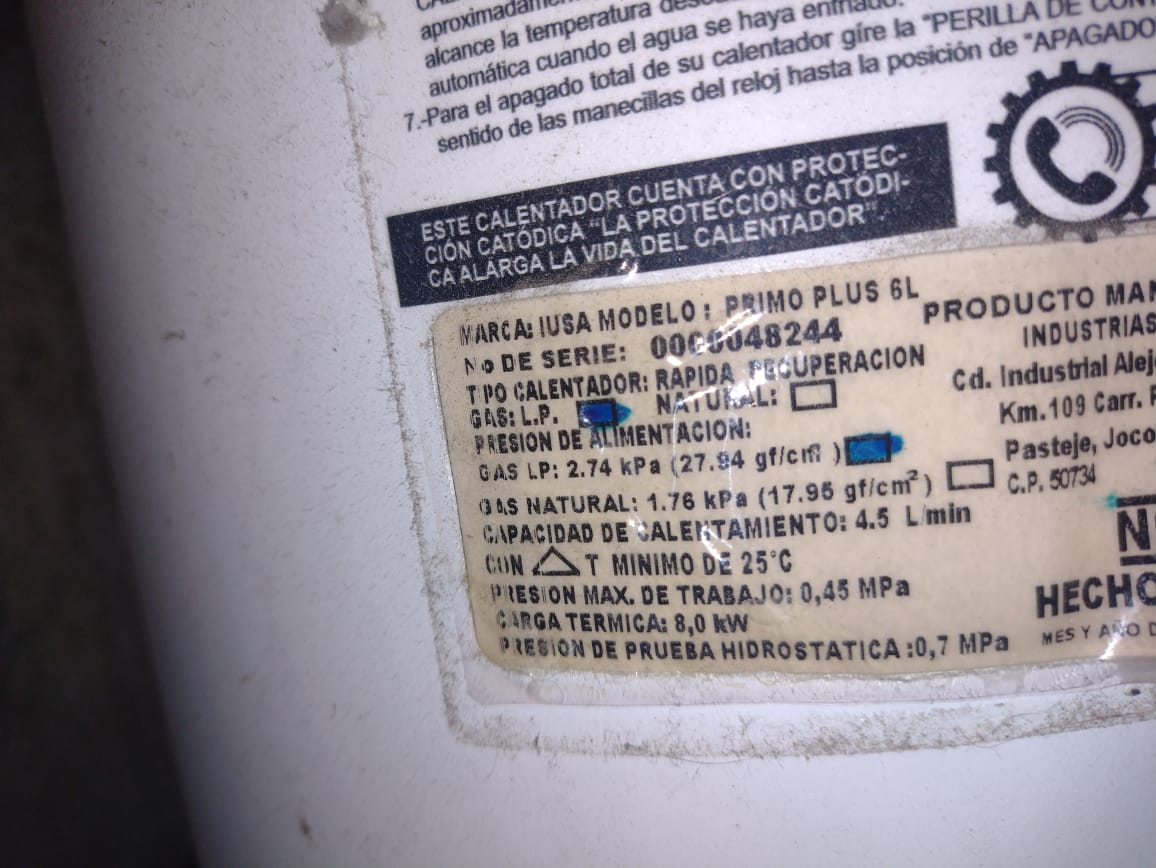 aproximadamen
alcance la temperatura
automática cuando el agua se haya enfriado.
7.-Para el apagado total de su calentador gire la "PERILLA DE CON
sentido de las manecillas del reloj hasta la posición de "APAGADO
ESTE CALENTADOR CUENTA CON PROTEC-
CIÓN CATÓDICA "LA PROTECCIÓN CATÓDI-
CA ALARGA LA VIDA DEL CALENTADOR"
MARCA: IUSA MODELO: PRIMO PLUS 6L
No DE SERIE: 0000048244
TIPO CALENTADOR: RAPIDA RECUPERACION
GAS: L.P. NATURAL:
PRESION DE ALIMENTACION:
GAS LP: 2.74 kPa (27.94 gf/cm²)
GAS NATURAL: 1.76 kPa (17.95 gf/cm²)
CAPACIDAD DE CALENTAMIENTO: 4.5 L/min
CON △ T MINIMO DE 25°C
PRESION MAX. DE TRABAJO: 0,45 MPa
CARGA TERMICA: 8,0 kW
PRESION DE PRUEBA HIDROSTATICA :0,7 MPa
PRODUCTO MAN
INDUSTRIAS
Cd. Industrial Alej
Km.109 Carr. P
Pasteje, Joco
C.P. 50734
N
HECHO
MES Y AÑO D